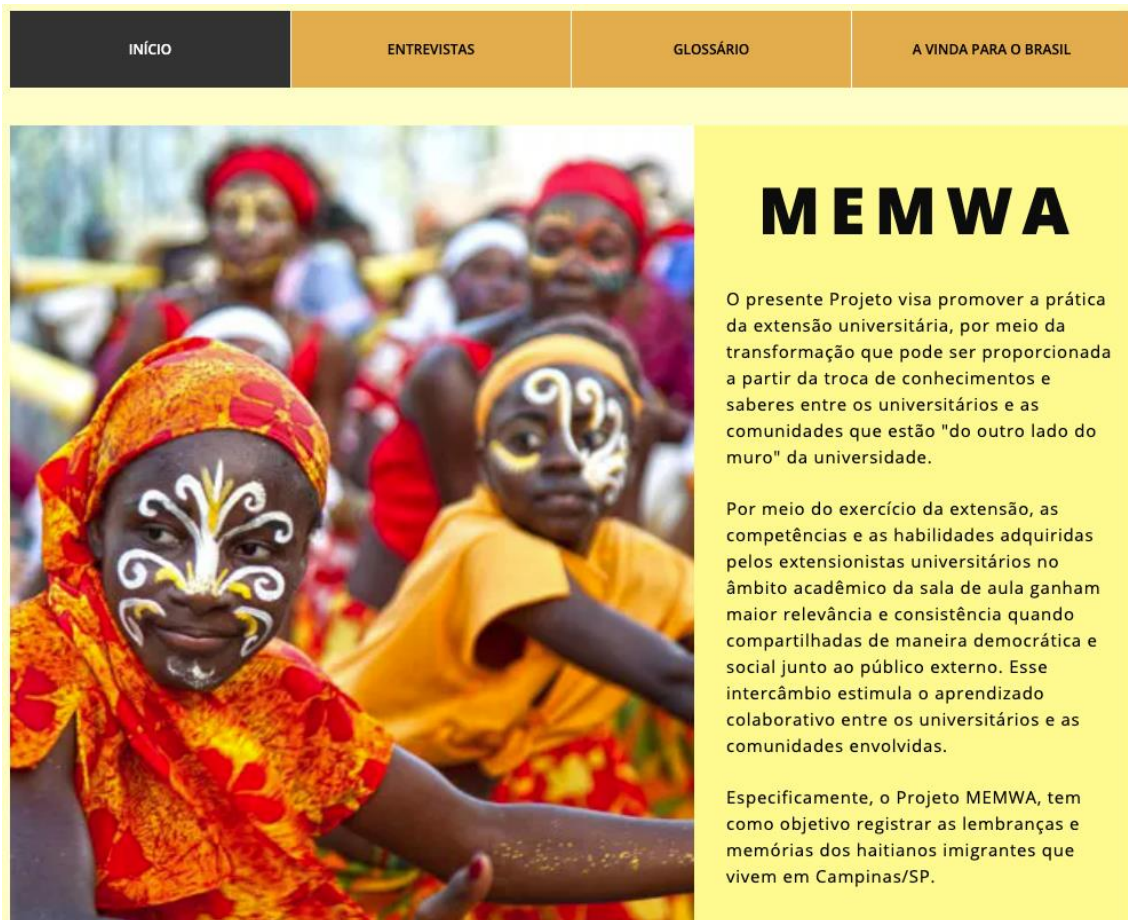 INÍCIO
ENTREVISTAS
GLOSSÁRIO
A VINDA PARA O BRASIL
MEMWA
O presente Projeto visa promover a prática
da extensão universitária, por meio da
transformação que pode ser proporcionada
a partir da troca de conhecimentos e
saberes entre os universitários e as
comunidades que estão "do outro lado do
muro" da universidade.
Por meio do exercício da extensão, as
competências e as habilidades adquiridas
pelos extensionistas universitários no
âmbito acadêmico da sala de aula ganham
maior relevância e consistência quando
compartilhadas de maneira democrática e
social junto ao público externo. Esse
intercâmbio estimula o aprendizado
colaborativo entre os universitários e as
comunidades envolvidas.
Especificamente, o Projeto MEMWA, tem
como objetivo registrar as lembranças e
memórias dos haitianos imigrantes que
vivem em Campinas/SP.